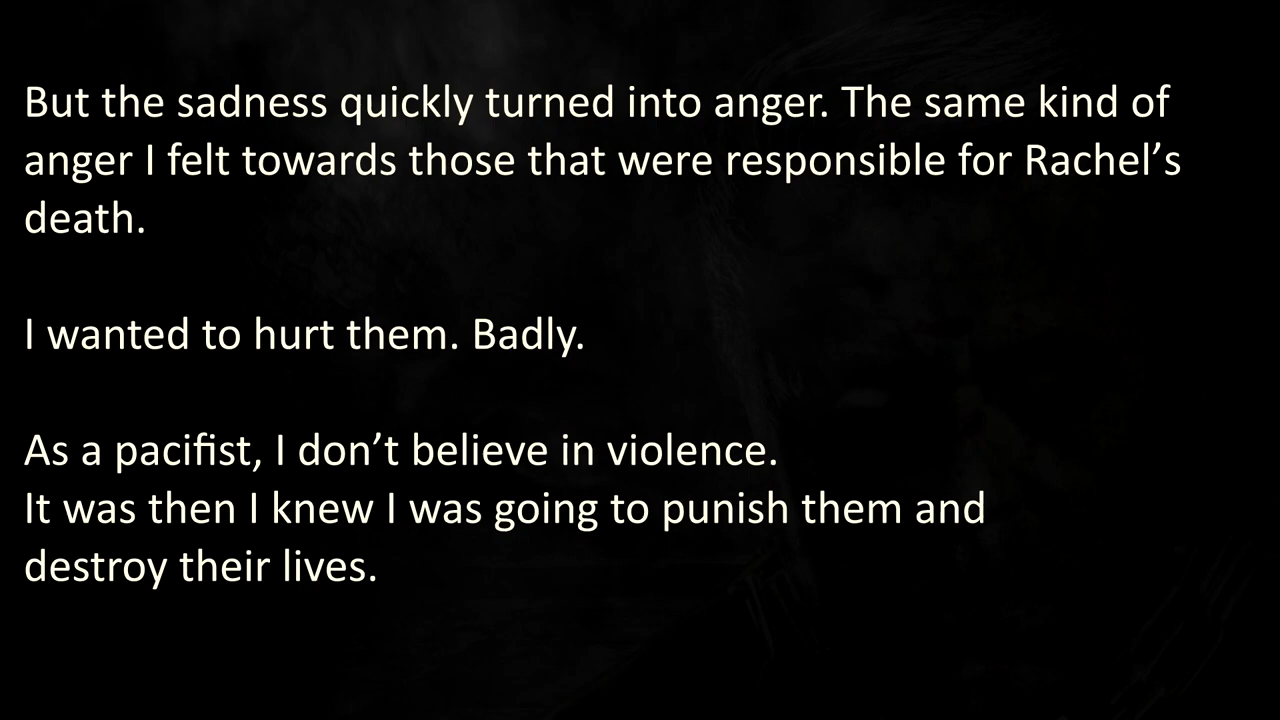 But the sadness quickly turned into anger. The same kind of
anger I felt towards those that were responsible for Rachel’s
death.
I wanted to hurt them. Badly.
As a pacifist, I don’t believe in violence.
It was then I knew I was going to punish them and
destroy their lives.